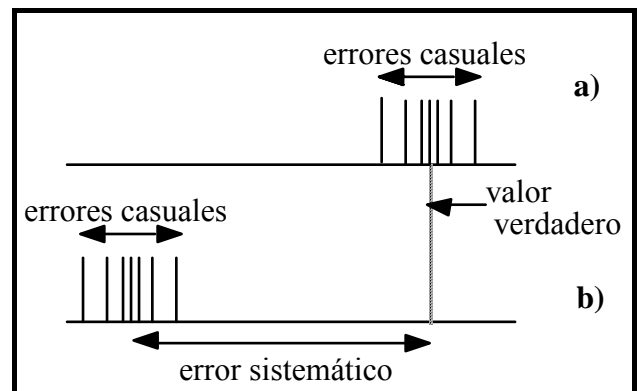 errores casuales
a)
valor
verdadero
errores casuales
b)
error sistemático